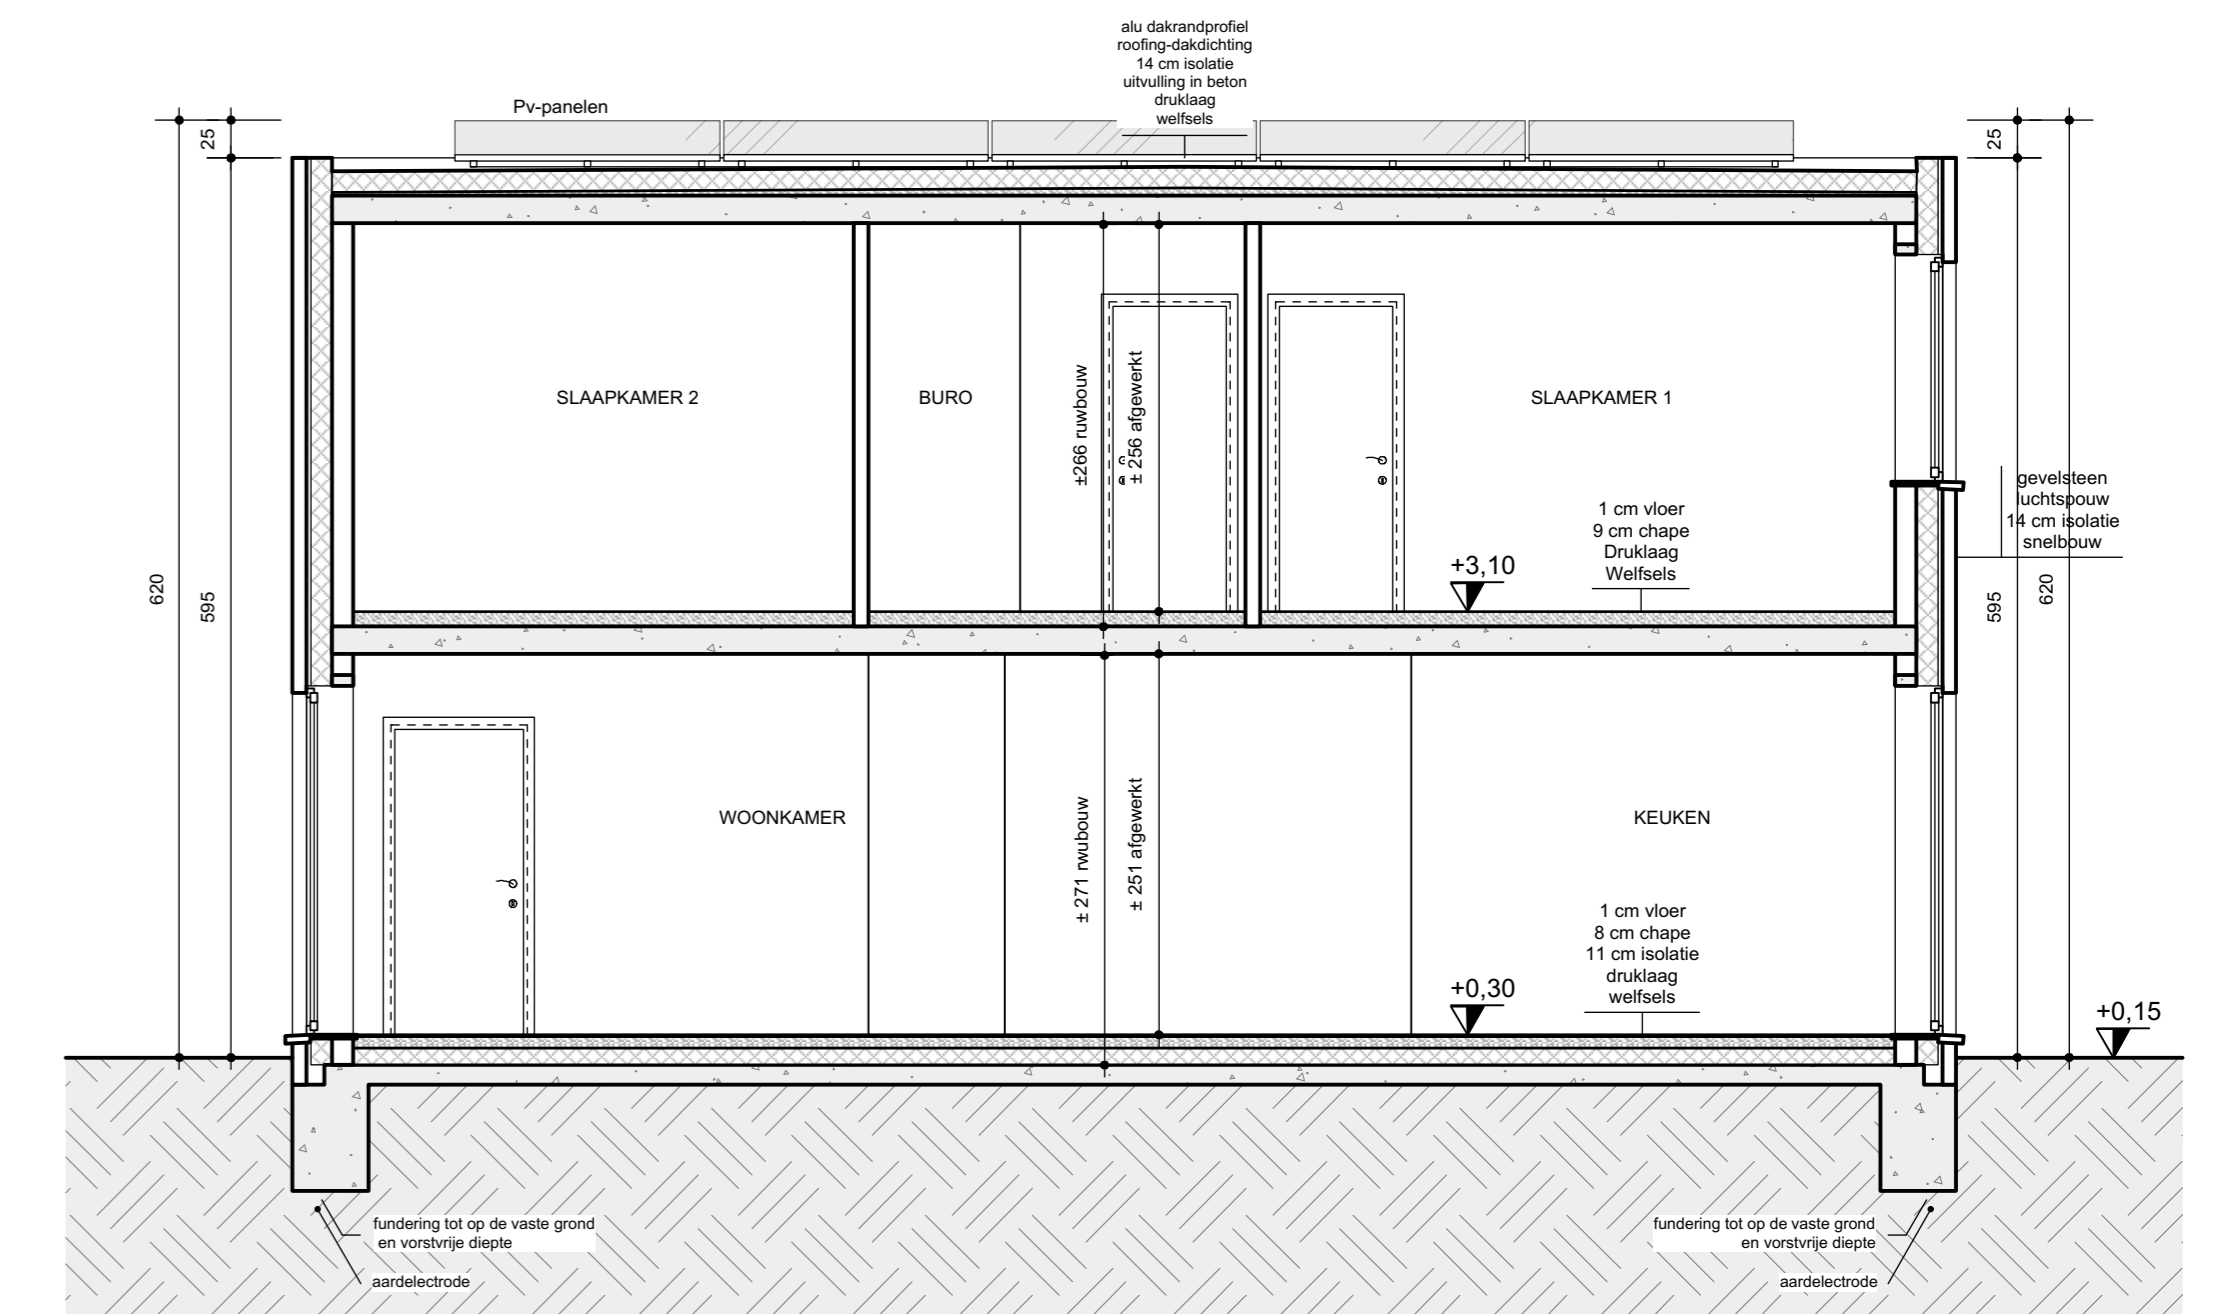 alu dakrandprofiel
roofing-dakdichting
14 cm isolatie
uitvulling in beton
druklaag
welfsels
Pv-panelen
25
25
620
595
SLAAPKAMER 2
BURO
±266 ruwbouw
± 256 afgewerkt
SLAAPKAMER 1
1 cm vloer
9 cm chape
Druklaag
Welfsels
+3,10
gevelsteen
luchtspouw
14 cm isolatie
snelbouw
595
620
WOONKAMER
± 271 rwubouw
± 251 afgewerkt
KEUKEN
1 cm vloer
8 cm chape
11 cm isolatie
druklaag
welfsels
+0,30
+0,15
fundering tot op de vaste grond
en vorstvrije diepte
aardelectrode
fundering tot op de vaste grond
en vorstvrije diepte
aardelectrode